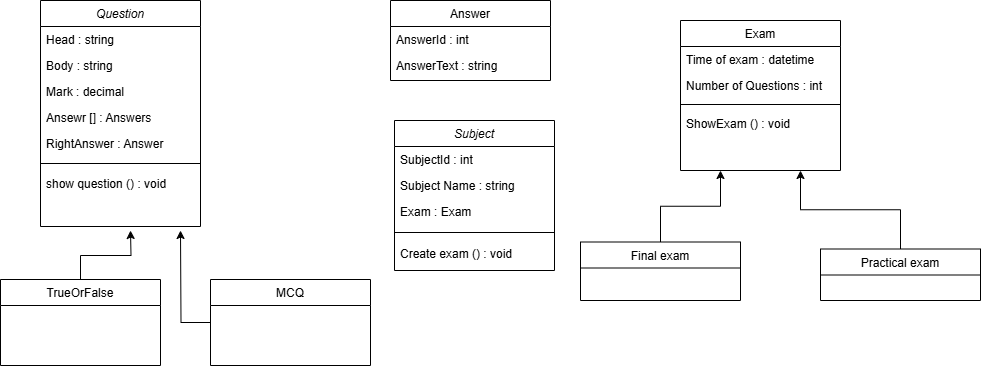 Question
Head : string
Body : string
Mark : decimal
Ansewr [] : Answers
RightAnswer : Answer
show question () : void
TrueOrFalse
MCQ
Answer
AnswerId : int
AnswerText : string
Subject
SubjectId : int
Subject Name : string
Exam : Exam
Create exam () : void
Exam
Time of exam : datetime
Number of Questions : int
ShowExam () : void
Final exam
Practical exam